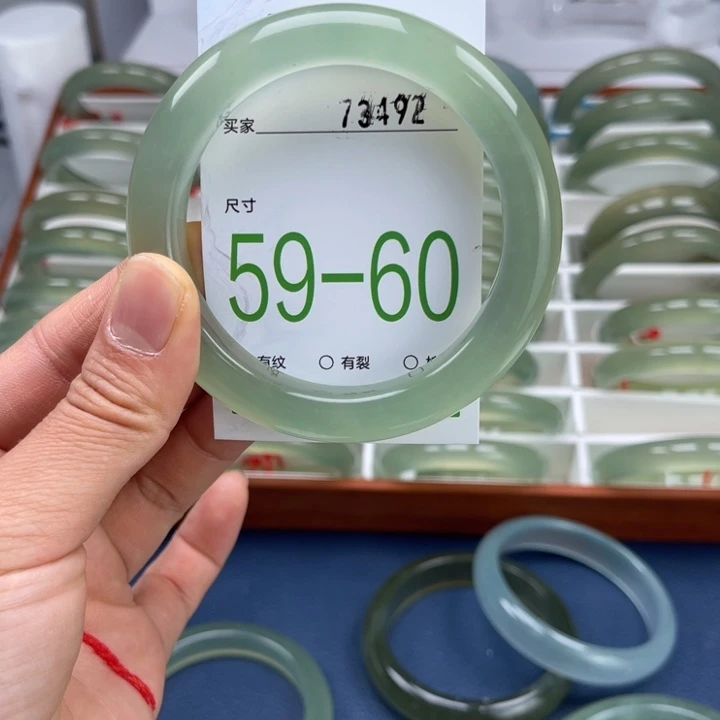 73492
买家
尺寸
59-60
有纹 ○ 有裂 ○